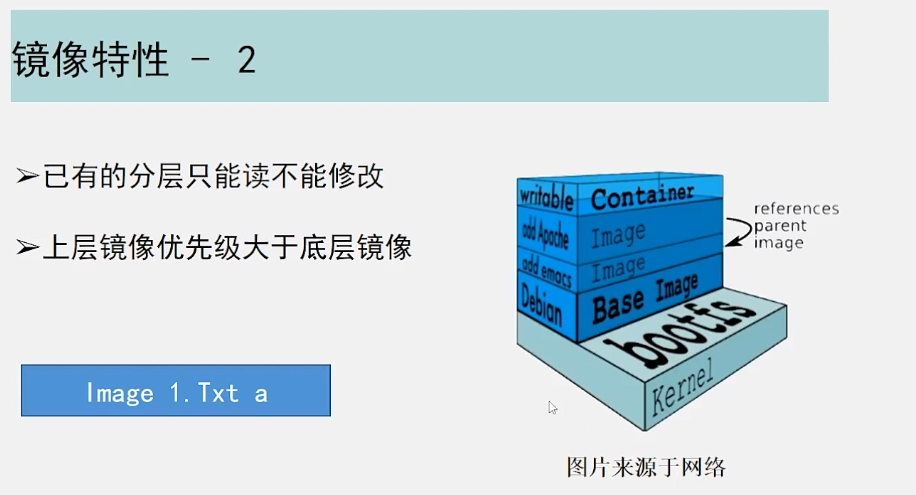 镜像特性 - 2
➢已有的分层只能读不能修改
➢上层镜像优先级大于底层镜像
Image 1.Txt a
writable Container
add Apache Image
add emacs Image
Debian Base Image
bootfs
Kernel
references
parent
image
图片来源于网络